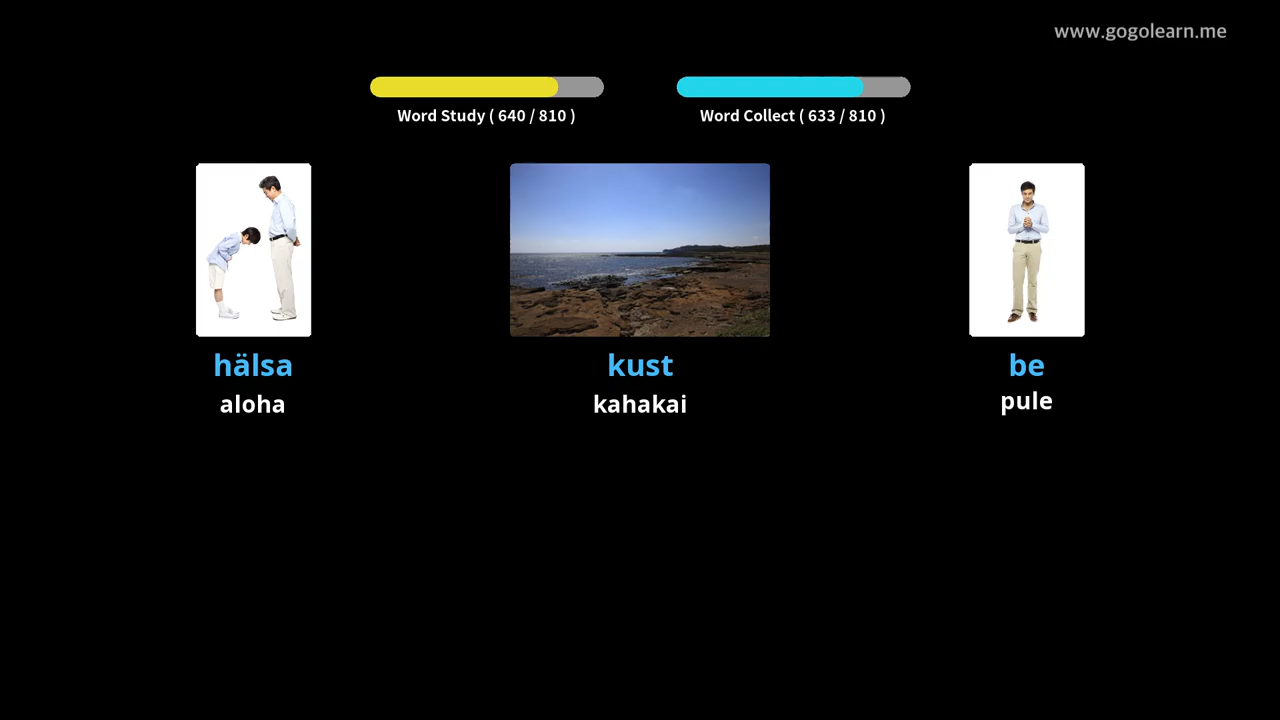 www.gogolearn.me
Word Study ( 640 / 810 )
Word Collect ( 633 / 810 )
hälsa
aloha
kust
kahakai
be
pule